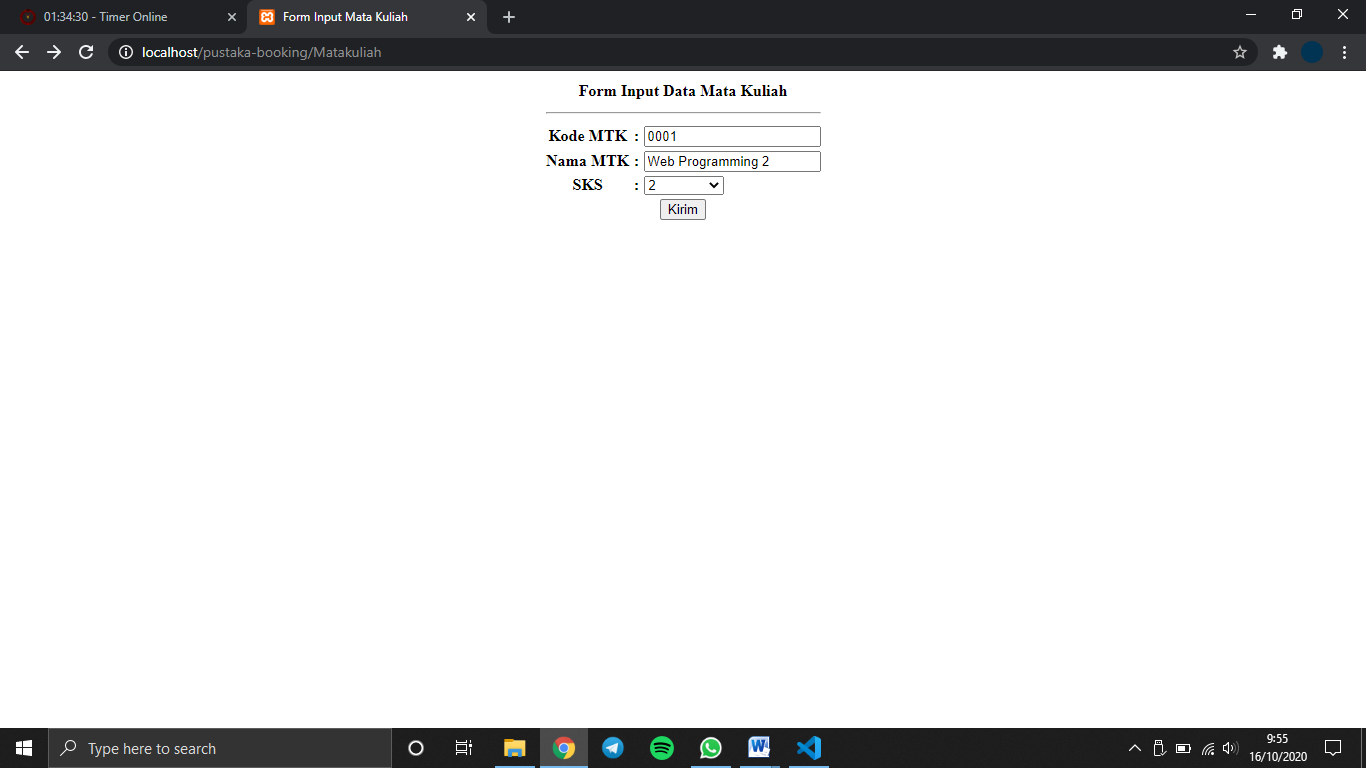 01:34:30 - Timer Online
Form Input Mata Kuliah
localhost/pustaka-booking/Matakuliah
Form Input Data Mata Kuliah
Kode MTK : 0001
Nama MTK : Web Programming 2
SKS : 2
Kirim
Type here to search
9:55
16/10/2020